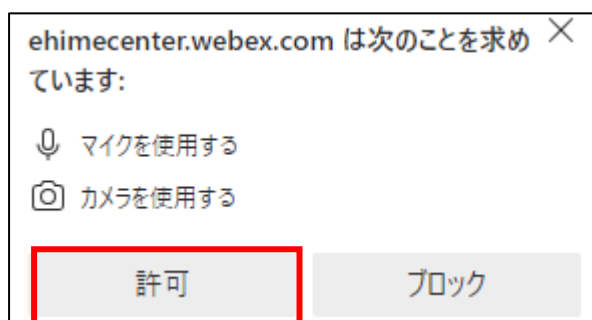 ehimecenter.webex.com は次のことを求め
ています:
マイクを使用する
カメラを使用する
許可
ブロック